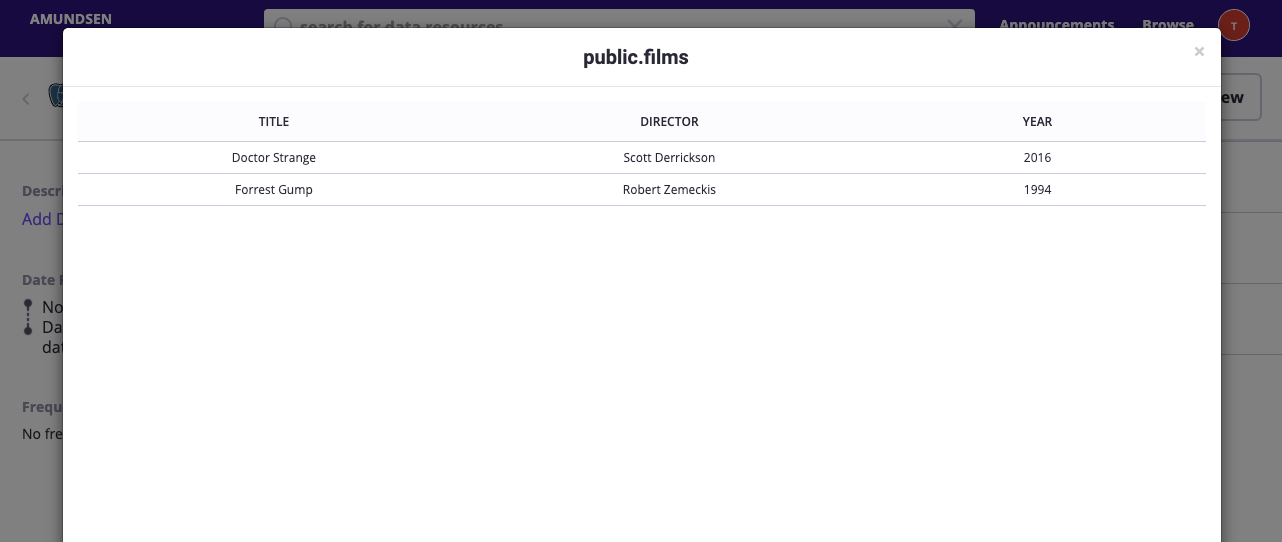 AMUNDSEN
search for data resources
Announcements
Browse
T
public.films
×
ew
TITLE DIRECTOR YEAR
Doctor Strange Scott Derrickson 2016
Forrest Gump Robert Zemeckis 1994
Descri
Add D
Date
No
Da
dat
Frequ
No fre